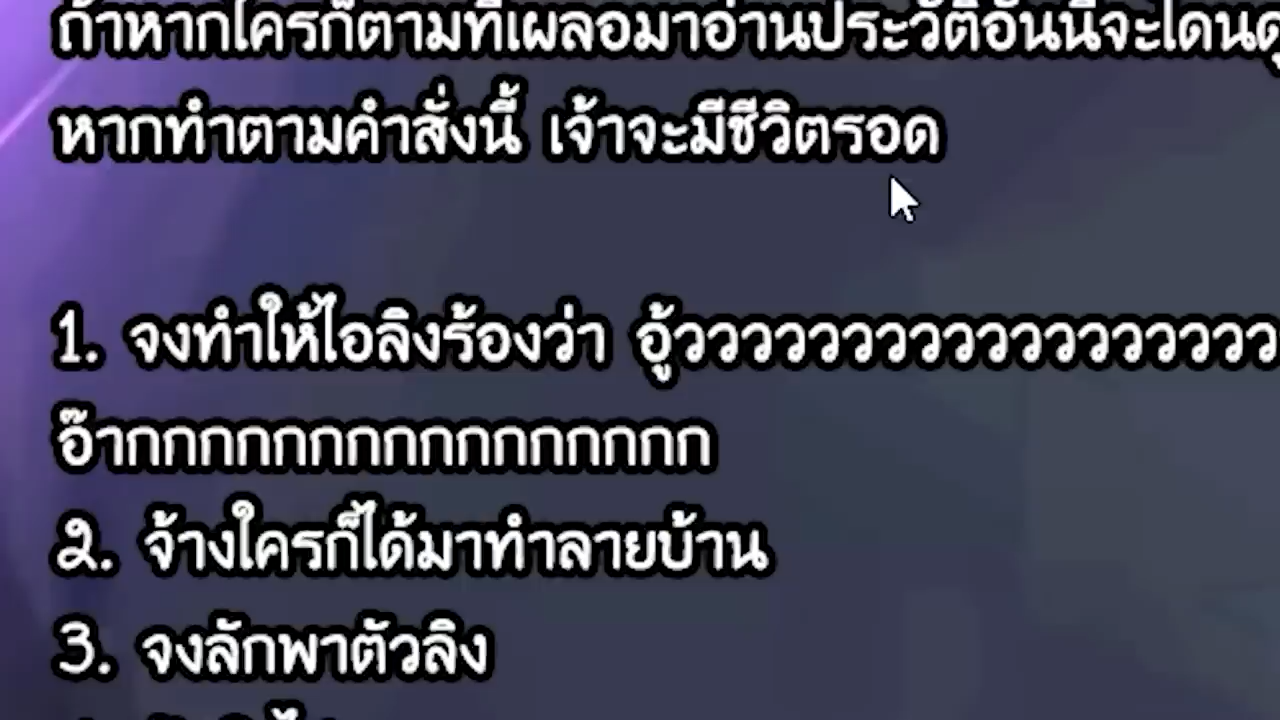 ถ้าหากใครก็ตามที่เผลอมาอ่านประวัติอันนี้จะโดน
หากทำตามคำสั่งนี้ เจ้าจะมีชีวิตรอด
1. จงทำให้ไอลิงร้องว่า อู้ววววววววววววววววววว
อ๊ากกกกกกกกกกกกกกกกก
2. จ้างใครก็ได้มาทำลายบ้าน
3. จงลักพาตัวลิง